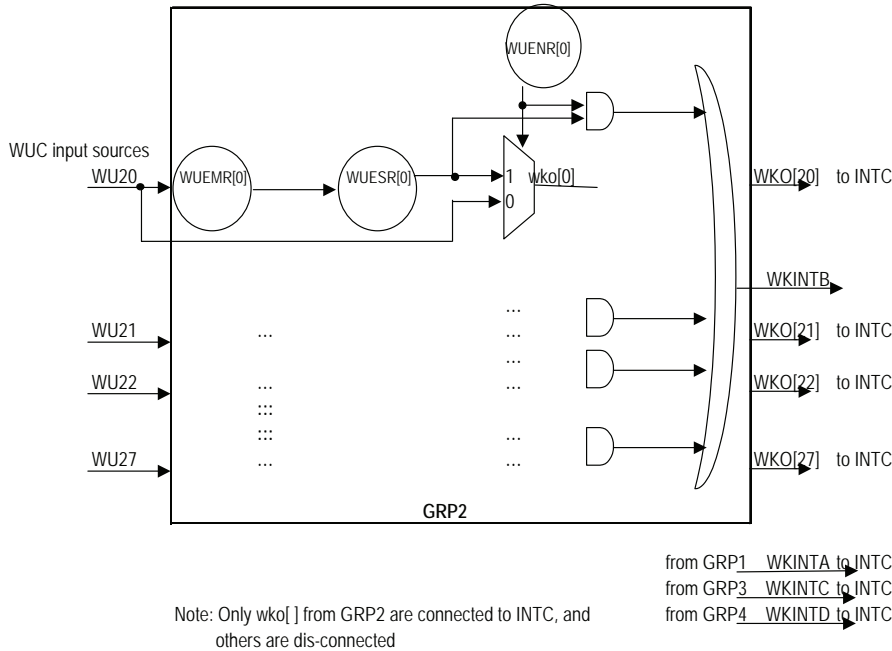 WUENR[0]
WUC input sources
WU20
WUEMR[0]
WUESR[0]
1
wko[0]
0
WKO[20] to INTC
WKINTB
...
WU21
...
...
WKO[21] to INTC
...
WU22
...
...
WKO[22] to INTC
:::
:::
...
WU27
...
...
WKO[27] to INTC
GRP2
from GRP1 WKINTA to INTC
from GRP3 WKINTC to INTC
from GRP4 WKINTD to INTC
Note: Only wko[ ] from GRP2 are connected to INTC, and
others are dis-connected